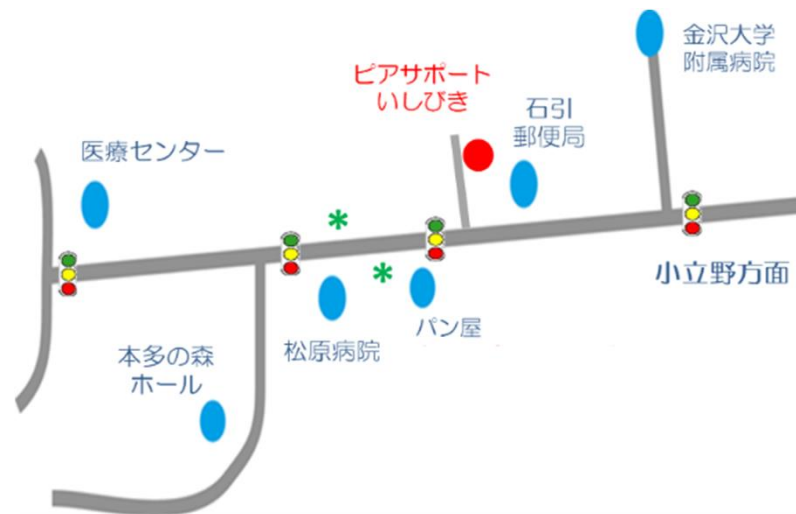 金沢大学
附属病院
ピアサポート
いしびき
石引
郵便局
医療センター
小立野方面
パン屋
松原病院
本多の森
ホール